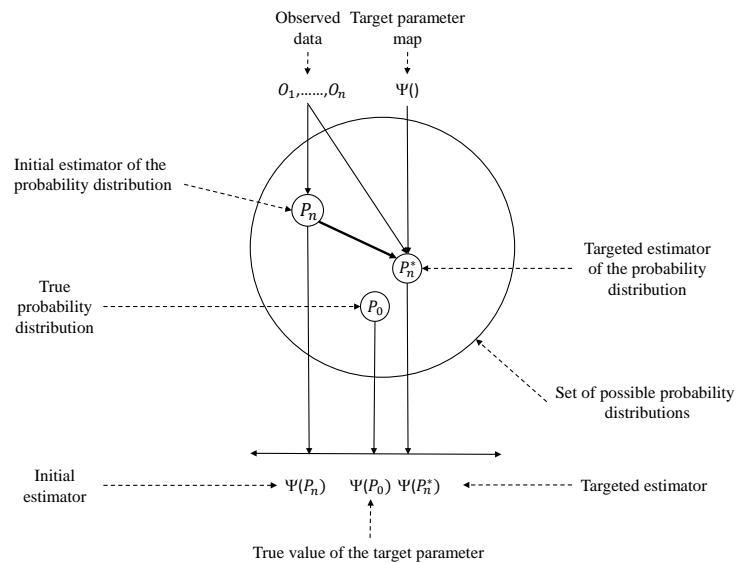 Observed
data
Target parameter
map
O₁,......,Oₙ
Ψ()
Initial estimator of the
probability distribution
Pₙ
Pₙ*
Targeted estimator
of the probability
distribution
True
probability
distribution
P₀
Set of possible probability
distributions
Initial
estimator
Ψ(Pₙ)
Ψ(P₀)
Ψ(Pₙ*)
Targeted estimator
True value of the target parameter